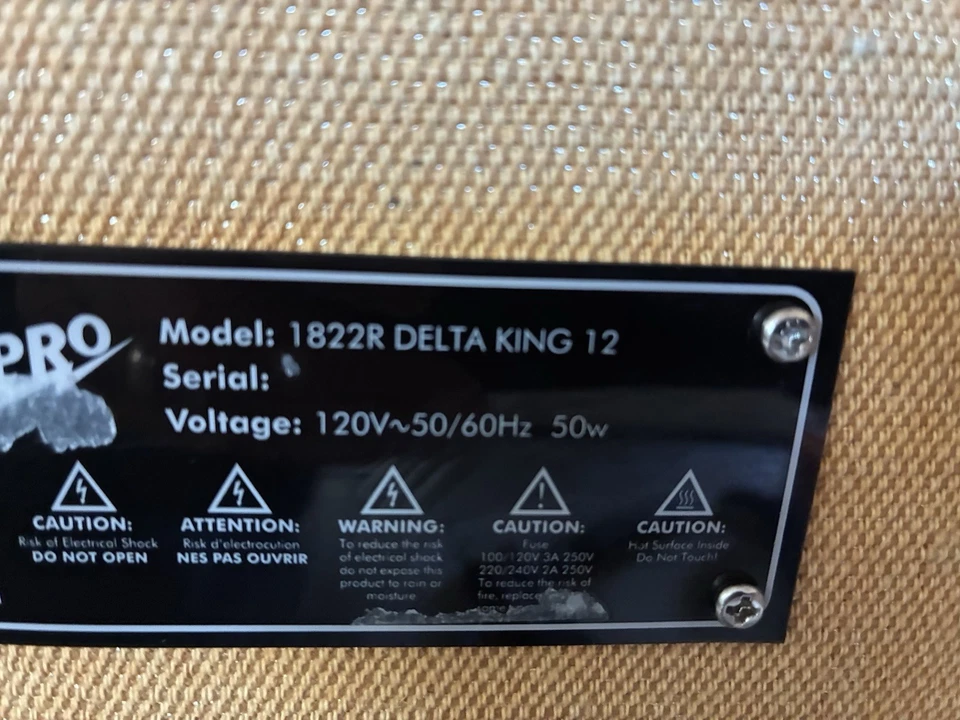 PRO
Model: 1822R DELTA KING 12
Serial:
Voltage: 120V~50/60Hz 50w
CAUTION:
Risk of Electrical Shock
DO NOT OPEN
ATTENTION:
Risk d'electrocution
NES PAS OUVRIR
WARNING:
To reduce the risk
of electrical shock
do not expose this
product to rain or
moisture
CAUTION:
Fuse
100/120V 3A 250V
220/240V 2A 250V
To reduce the risk of
fire, replace
CAUTION:
Hot Surface Inside
Do Not Touch!